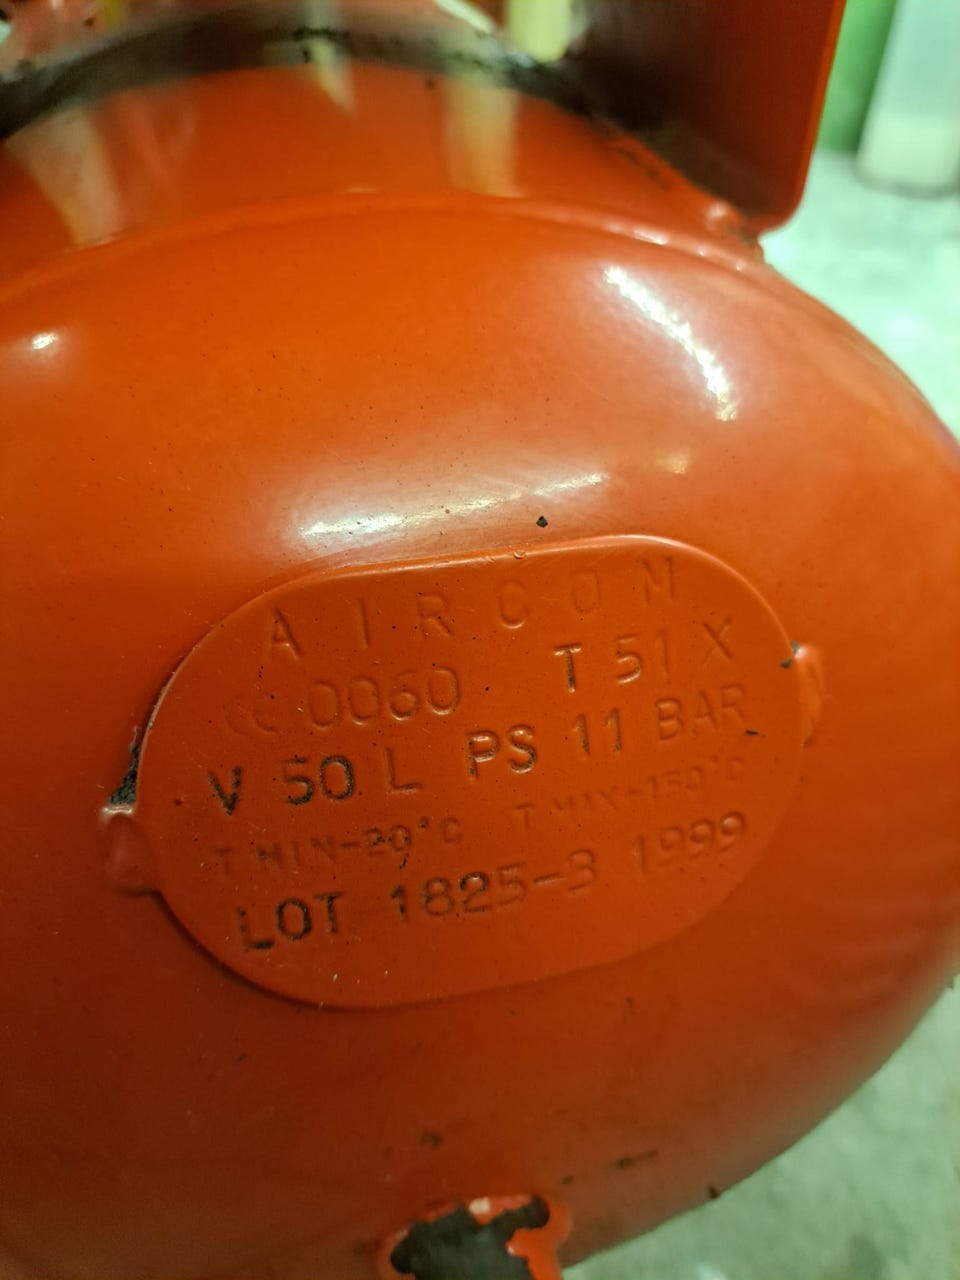 AIRCOM
CE 0060 T 51 X
V 50 L PS 11 BAR
T MIN-20°C T MAX+150°C
LOT 1825-3 1999